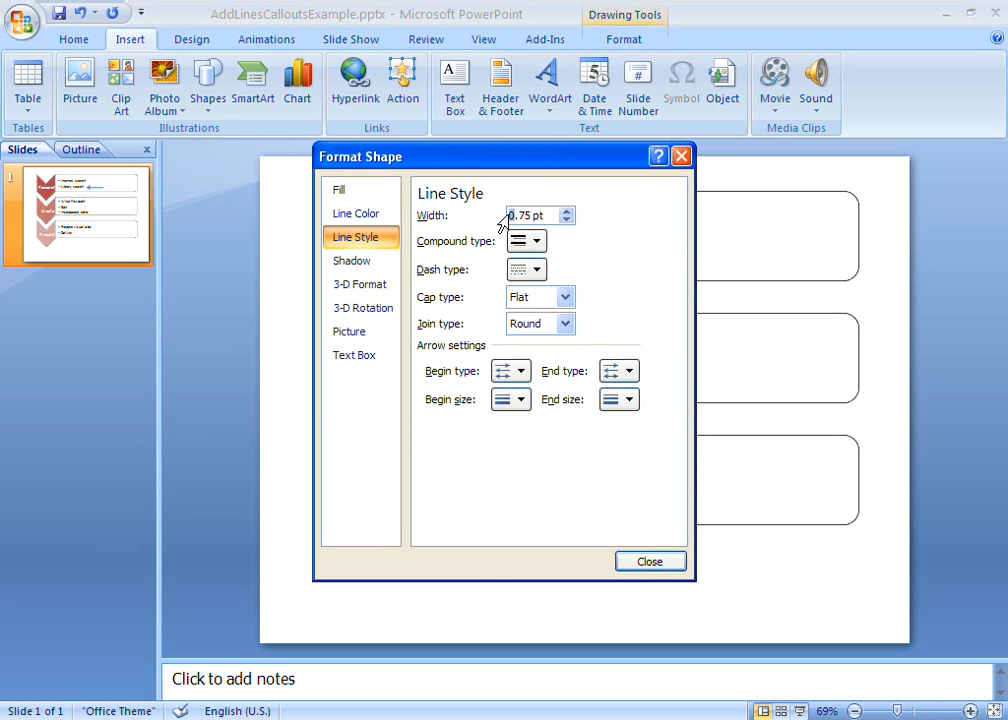 AddLinesCalloutsExample.pptx - Microsoft PowerPoint
Drawing Tools
Home Insert Design Animations Slide Show Review View Add-Ins Format
Table Picture Clip Art Photo Album Shapes SmartArt Chart Hyperlink Action Text Box Header & Footer WordArt Date & Time Slide Number Symbol Object Movie Sound
Tables Illustrations Links Text Media Clips
Slides Outline
1
Format Shape
Fill
Line Color
Line Style
Shadow
3-D Format
3-D Rotation
Picture
Text Box
Line Style
Width: 0.75 pt
Compound type:
Dash type:
Cap type: Flat
Join type: Round
Arrow settings
Begin type: End type:
Begin size: End size:
Close
Click to add notes
Slide 1 of 1 "Office Theme" English (U.S.) 69%